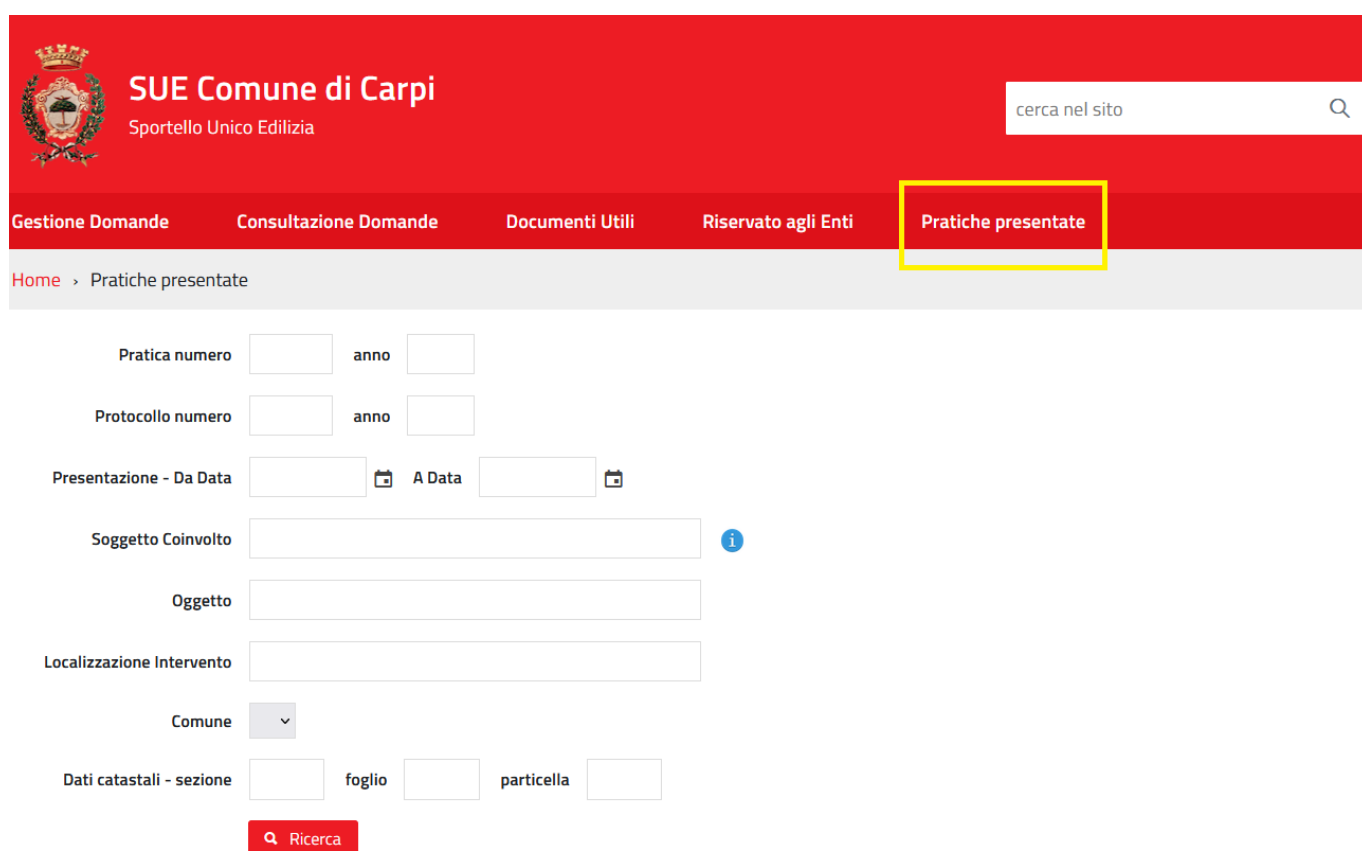 SUE Comune di Carpi
Sportello Unico Edilizia
cerca nel sito
Gestione Domande Consultazione Domande Documenti Utili Riservato agli Enti Pratiche presentate
Home › Pratiche presentate
Pratica numero anno
Protocollo numero anno
Presentazione - Da Data A Data
Soggetto Coinvolto i
Oggetto
Localizzazione Intervento
Comune
Dati catastali - sezione foglio particella
Ricerca